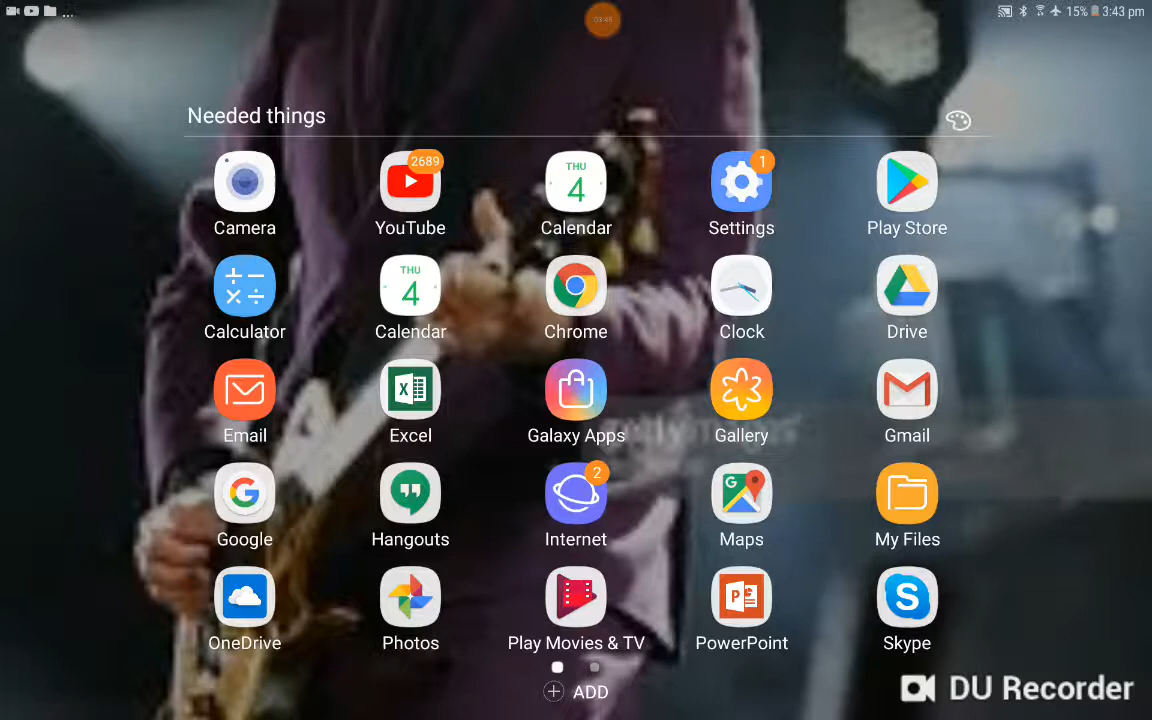 03:46
15% 3:43 pm
Needed things
2689
THU
4
1
Camera
YouTube
Calendar
Settings
Play Store
THU
4
Calculator
Calendar
Chrome
Clock
Drive
X
Email
Excel
Galaxy Apps
Gallery
Gmail
G
2
G
Google
Hangouts
Internet
Maps
My Files
P
S
OneDrive
Photos
Play Movies & TV
PowerPoint
Skype
ADD
DU Recorder